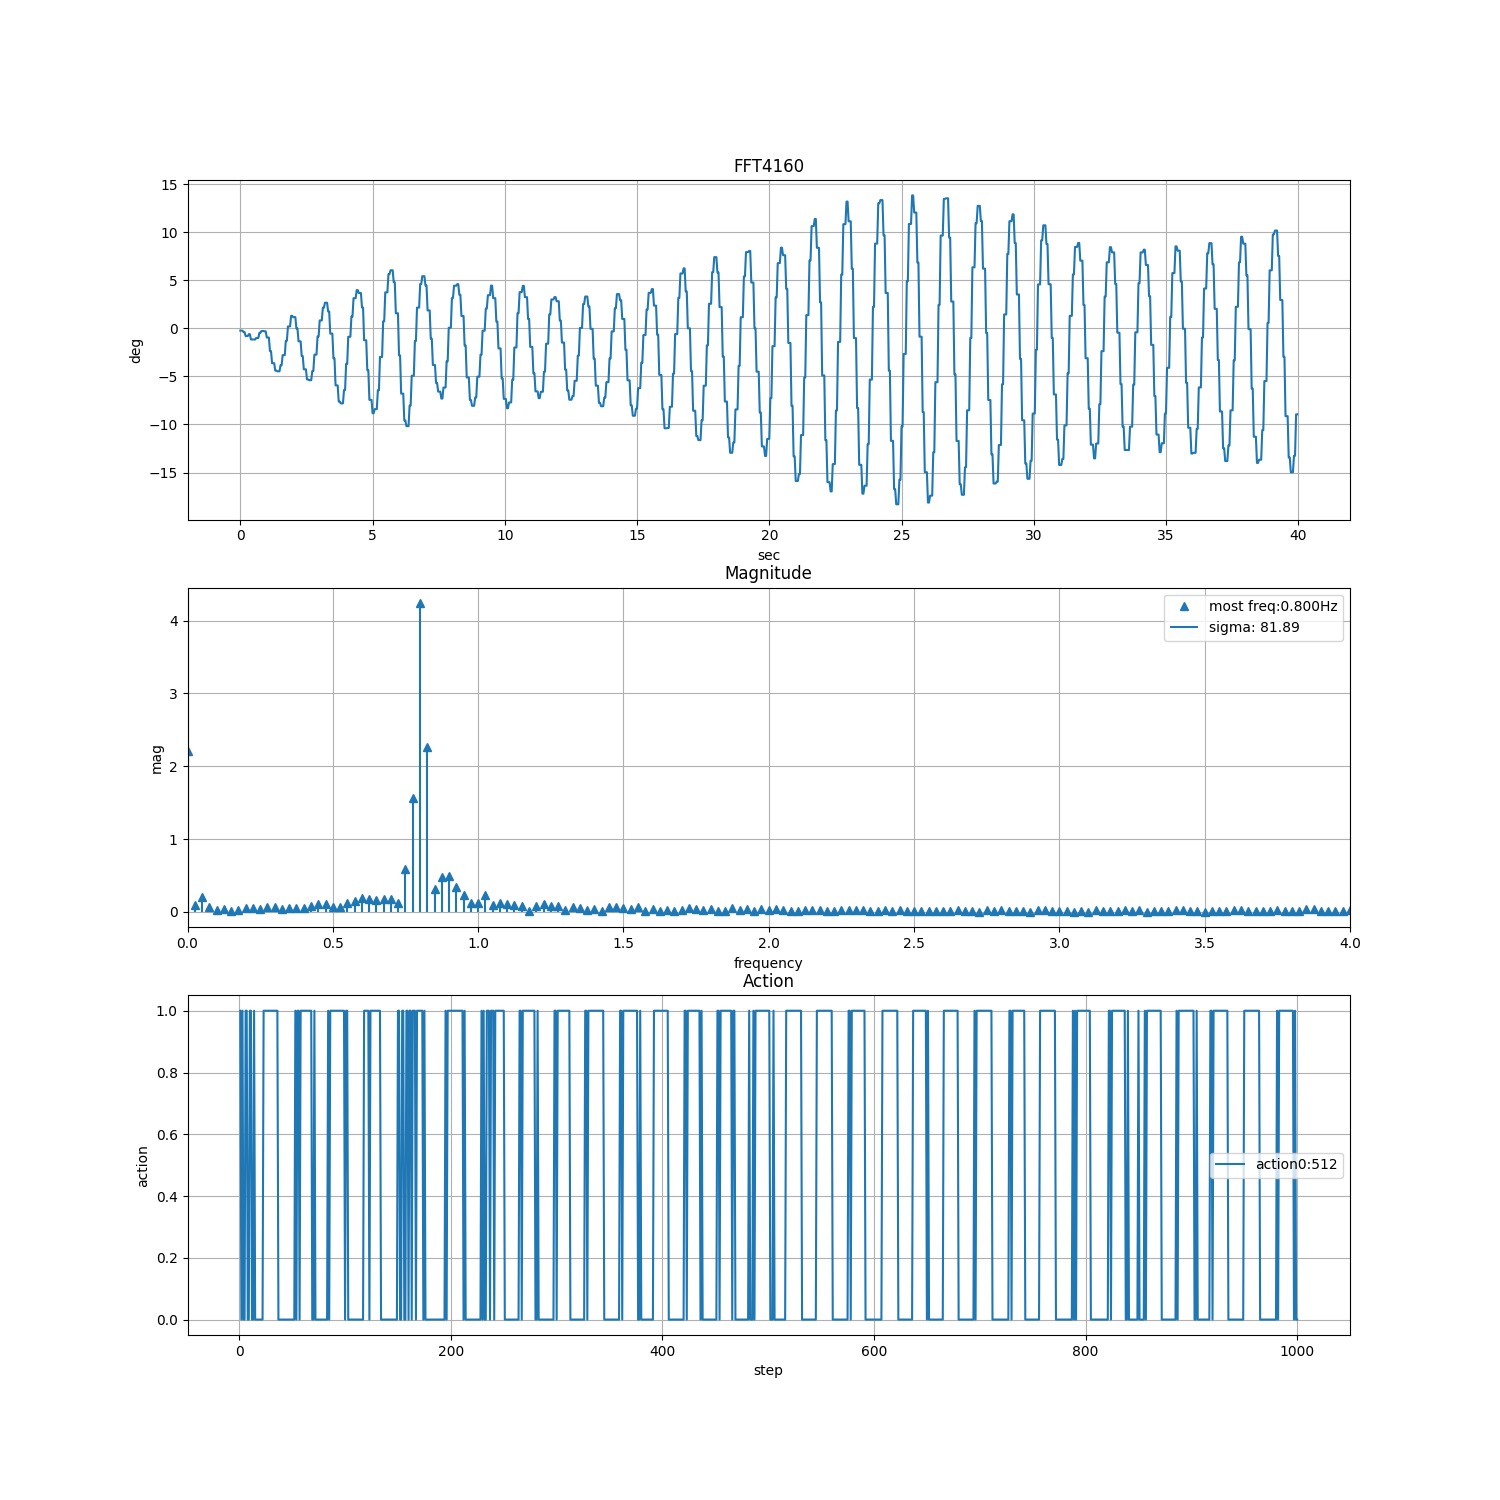 FFT4160
15
10
5
0
−5
−10
−15
deg
0 5 10 15 20 25 30 35 40
sec
Magnitude
4
3
2
1
0
mag
most freq:0.800Hz
sigma: 81.89
0.0 0.5 1.0 1.5 2.0 2.5 3.0 3.5 4.0
frequency
Action
1.0
0.8
0.6
0.4
0.2
0.0
action
action0:512
0 200 400 600 800 1000
step